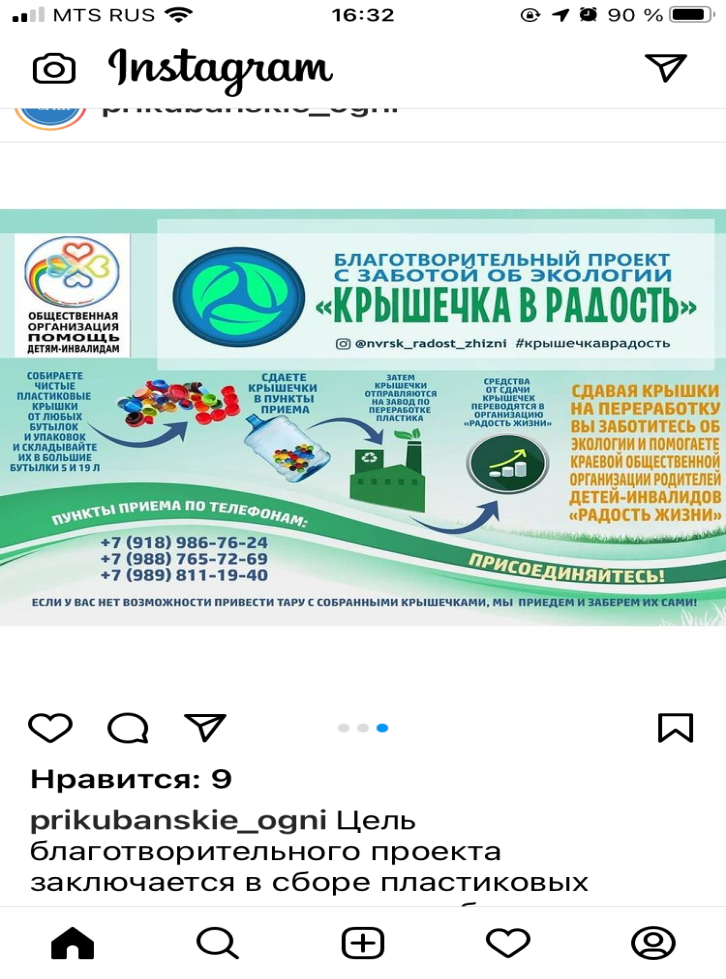 MTS RUS 16:32 90 %
Instagram
prikubanskie_ogni
ОБЩЕСТВЕННАЯ
ОРГАНИЗАЦИЯ
ПОМОЩЬ
ДЕТЯМ-ИНВАЛИДАМ
БЛАГОТВОРИТЕЛЬНЫЙ ПРОЕКТ
С ЗАБОТОЙ ОБ ЭКОЛОГИИ
«КРЫШЕЧКА В РАДОСТЬ»
@nvrsk_radost_zhizni #крышечкаврадость
СОБИРАЕТЕ
ЧИСТЫЕ
ПЛАСТИКОВЫЕ
КРЫШКИ
ОТ ЛЮБЫХ
БУТЫЛОК
И УПАКОВОК
И СКЛАДЫВАЙТЕ
ИХ В БОЛЬШИЕ
БУТЫЛКИ 5 И 19 Л
СДАЕТЕ
КРЫШЕЧКИ
В ПУНКТЫ
ПРИЕМА
ЗАТЕМ
КРЫШЕЧКИ
ОТПРАВЛЯЮТСЯ
НА ЗАВОД ПО
ПЕРЕРАБОТКЕ
ПЛАСТИКА
СРЕДСТВА
ОТ СДАЧИ
КРЫШЕЧЕК
ПЕРЕВОДЯТСЯ В
ОРГАНИЗАЦИЮ
«РАДОСТЬ ЖИЗНИ»
СДАВАЯ КРЫШКИ
НА ПЕРЕРАБОТКУ
ВЫ ЗАБОТИТЕСЬ ОБ
ЭКОЛОГИИ И ПОМОГАЕТЕ
КРАЕВОЙ ОБЩЕСТВЕННОЙ
ОРГАНИЗАЦИИ РОДИТЕЛЕЙ
ДЕТЕЙ-ИНВАЛИДОВ
«РАДОСТЬ ЖИЗНИ»
ПУНКТЫ ПРИЕМА ПО ТЕЛЕФОНАМ:
+7 (918) 986-76-24
+7 (988) 765-72-69
+7 (989) 811-19-40
ПРИСОЕДИНЯЙТЕСЬ!
ЕСЛИ У ВАС НЕТ ВОЗМОЖНОСТИ ПРИВЕСТИ ТАРУ С СОБРАННЫМИ КРЫШЕЧКАМИ, МЫ ПРИЕДЕМ И ЗАБЕРЕМ ИХ САМИ!
Нравится: 9
prikubanskie_ogni Цель
благотворительного проекта
заключается в сборе пластиковых